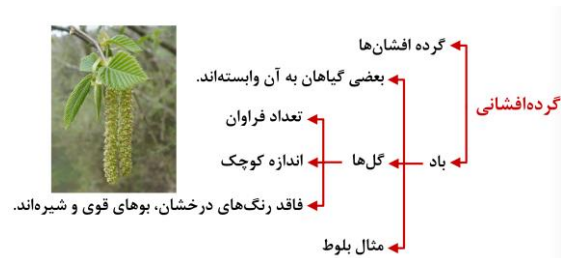 گرده‌افشانی
گرده افشان‌ها
باد
بعضی گیاهان به آن وابسته‌اند.
گل‌ها
تعداد فراوان
اندازه کوچک
فاقد رنگ‌های درخشان، بوهای قوی و شیره‌اند.
مثال بلوط